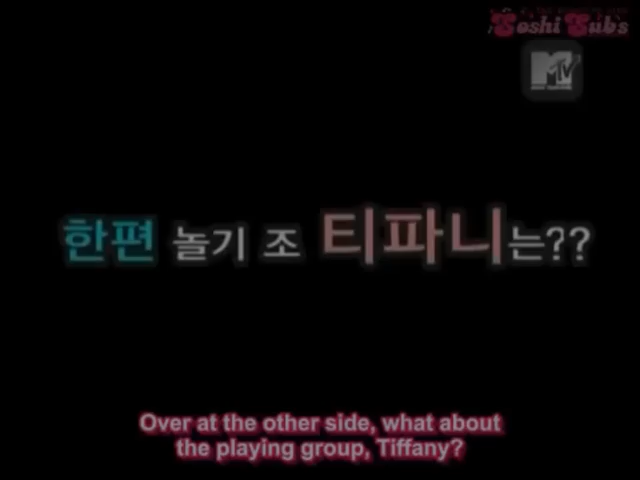 Soshi Subs
MTV
한편 놀기 조 티파니는??
Over at the other side, what about
the playing group, Tiffany?